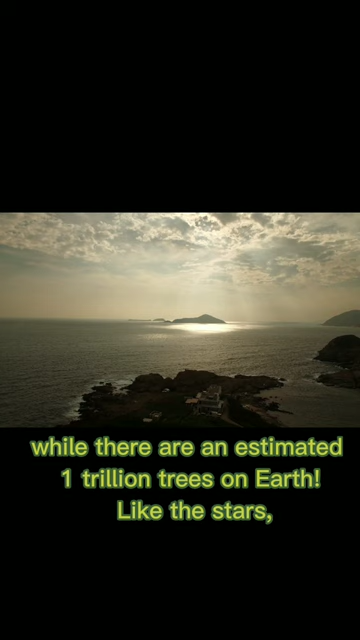 while there are an estimated
1 trillion trees on Earth!
Like the stars,